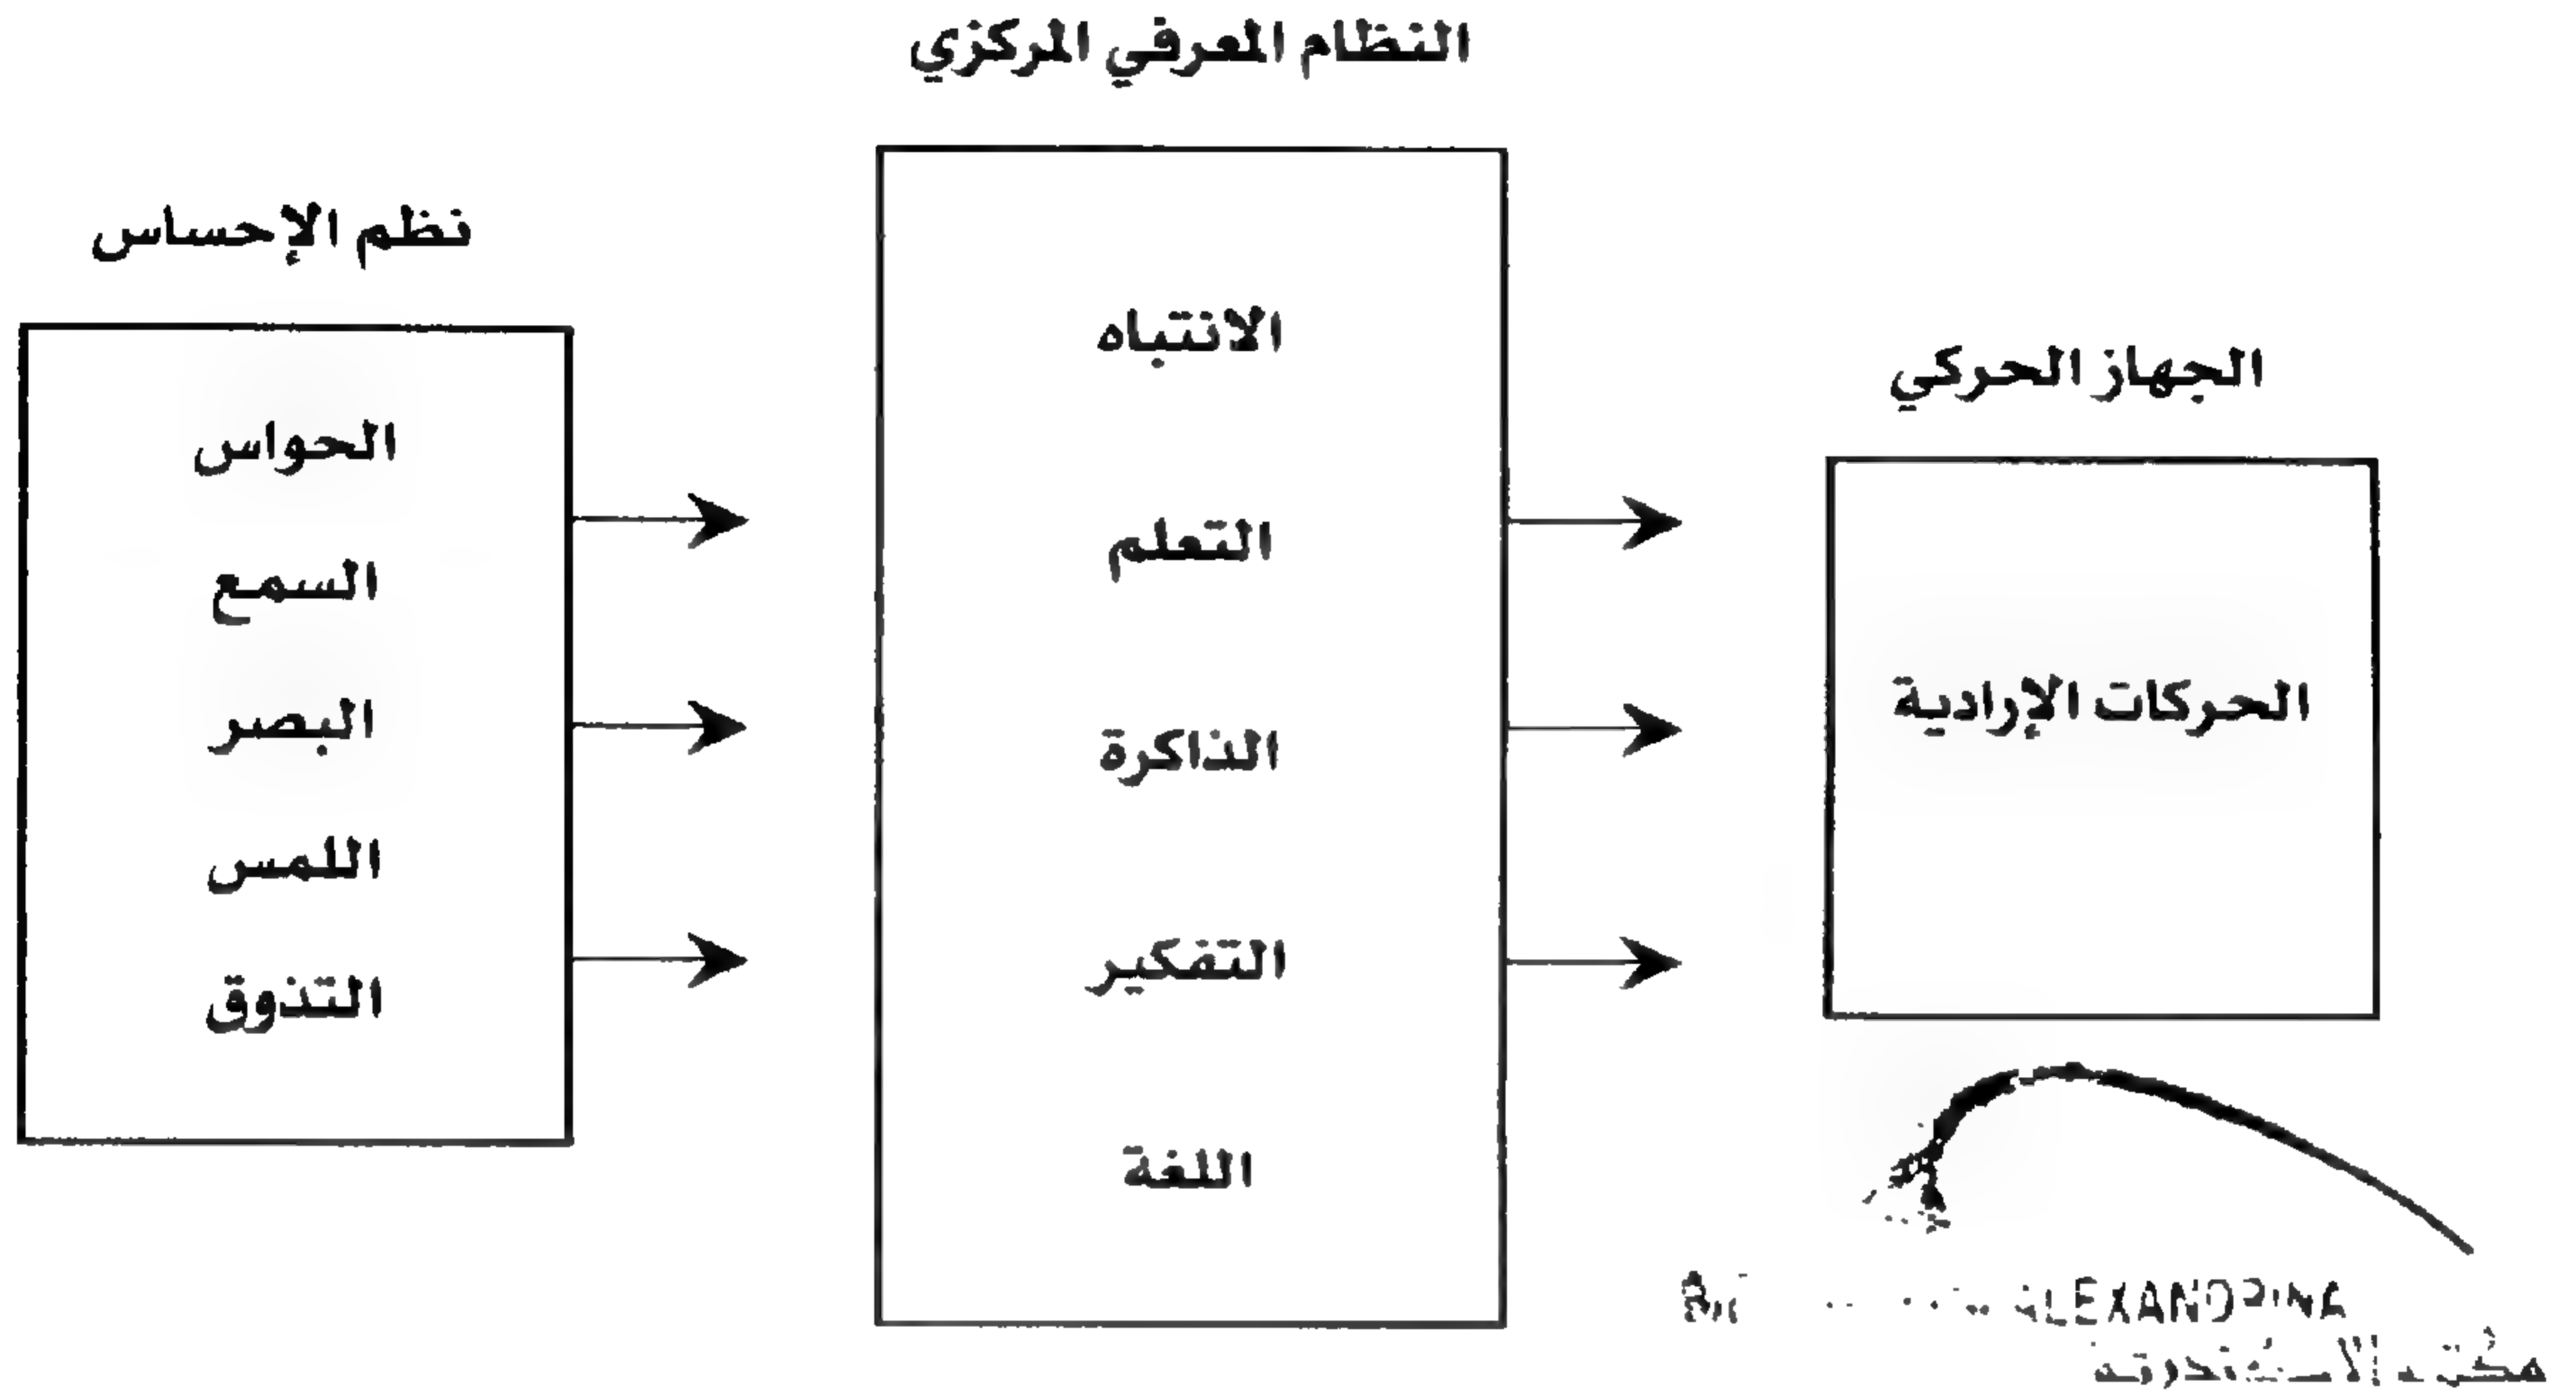 النظام المعرفي المركزي
نظم الإحساس
الحواس
السمع
البصر
اللمس
التذوق
الانتباه
التعلم
الذاكرة
التفكير
اللغة
الجهاز الحركي
الحركات الإرادية